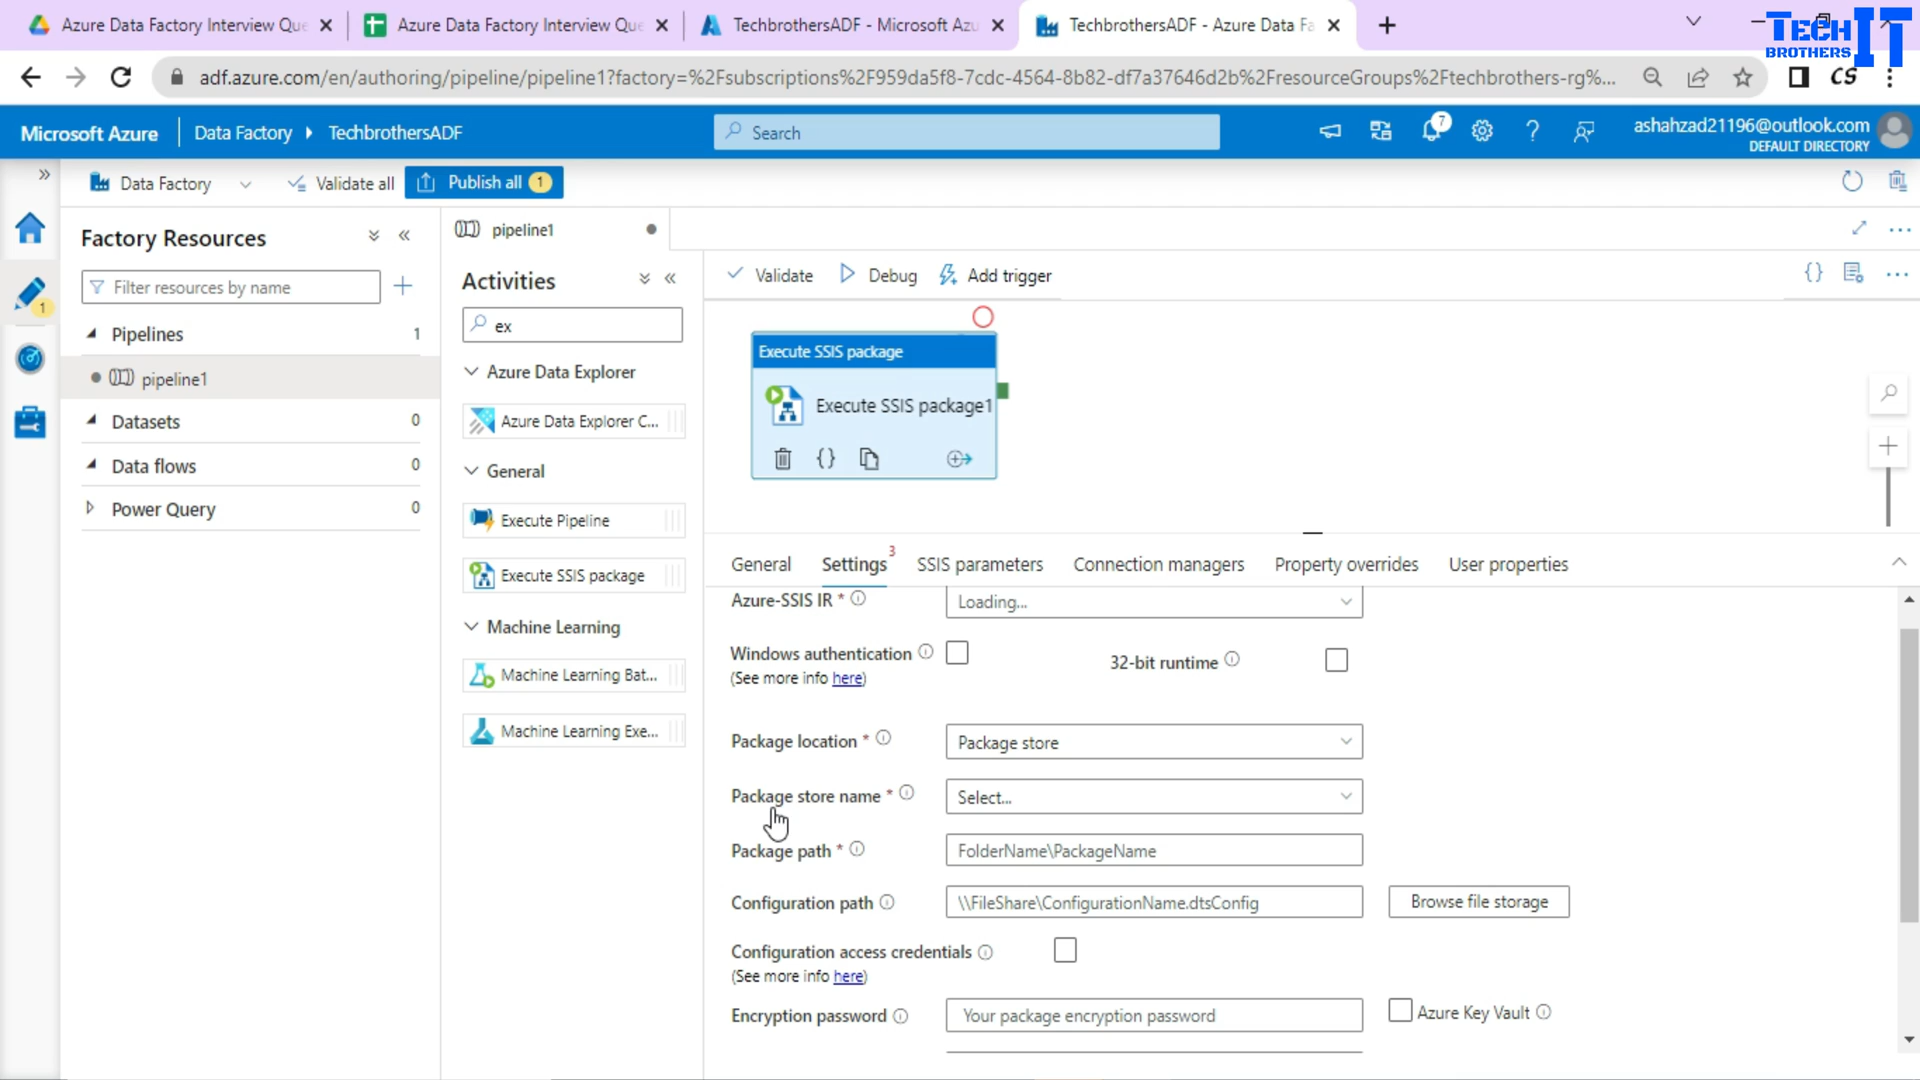 Azure Data Factory Interview Que
Azure Data Factory Interview Que
TechbrothersADF - Microsoft Azu
TechbrothersADF - Azure Data Fa
TECH IT
BROTHERS
adf.azure.com/en/authoring/pipeline/pipeline1?factory=%2Fsubscriptions%2F959da5f8-7cdc-4564-8b82-df7a37646d2b%2FresourceGroups%2Ftechbrothers-rg%...
CS
Microsoft Azure
Data Factory
TechbrothersADF
Search
7
ashahzad21196@outlook.com
DEFAULT DIRECTORY
Data Factory
Validate all
Publish all 1
1
Factory Resources
Filter resources by name
Pipelines 1
pipeline1
Datasets 0
Data flows 0
Power Query 0
pipeline1
Activities
ex
Azure Data Explorer
Azure Data Explorer C...
General
Execute Pipeline
Execute SSIS package
Machine Learning
Machine Learning Bat...
Machine Learning Exe...
Validate
Debug
Add trigger
Execute SSIS package
Execute SSIS package1
General
Settings 3
SSIS parameters
Connection managers
Property overrides
User properties
Azure-SSIS IR *
Loading...
Windows authentication
(See more info here)
32-bit runtime
Package location *
Package store
Package store name *
Select...
Package path *
FolderName\PackageName
Configuration path
\\FileShare\ConfigurationName.dtsConfig
Browse file storage
Configuration access credentials
(See more info here)
Encryption password
Your package encryption password
Azure Key Vault